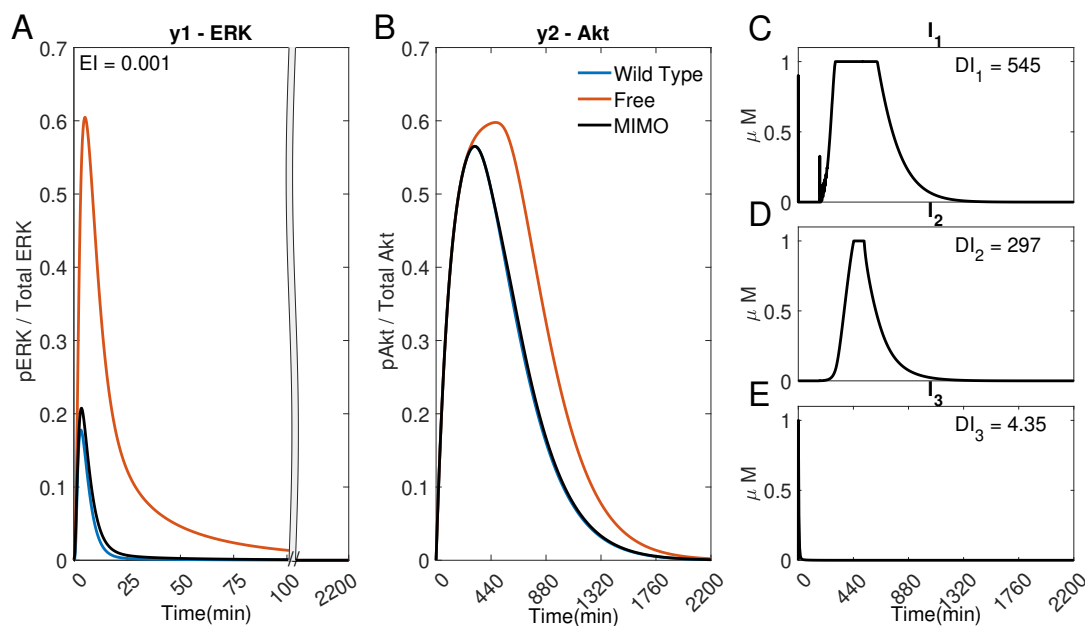 A
y1 - ERK
EI = 0.001
pERK / Total ERK
0.7
0.6
0.5
0.4
0.3
0.2
0.1
0
0
25
50
75
100
2200
Time(min)
B
y2 - Akt
Wild Type
Free
MIMO
pAkt / Total Akt
0.7
0.6
0.5
0.4
0.3
0.2
0.1
0
0
440
880
1320
1760
2200
Time(min)
C
I1
DI1 = 545
μ M
1
0.5
0
D
I2
DI2 = 297
μ M
1
0.5
0
E
I3
DI3 = 4.35
μ M
1
0.5
0
440
880
1320
1760
2200
Time(min)